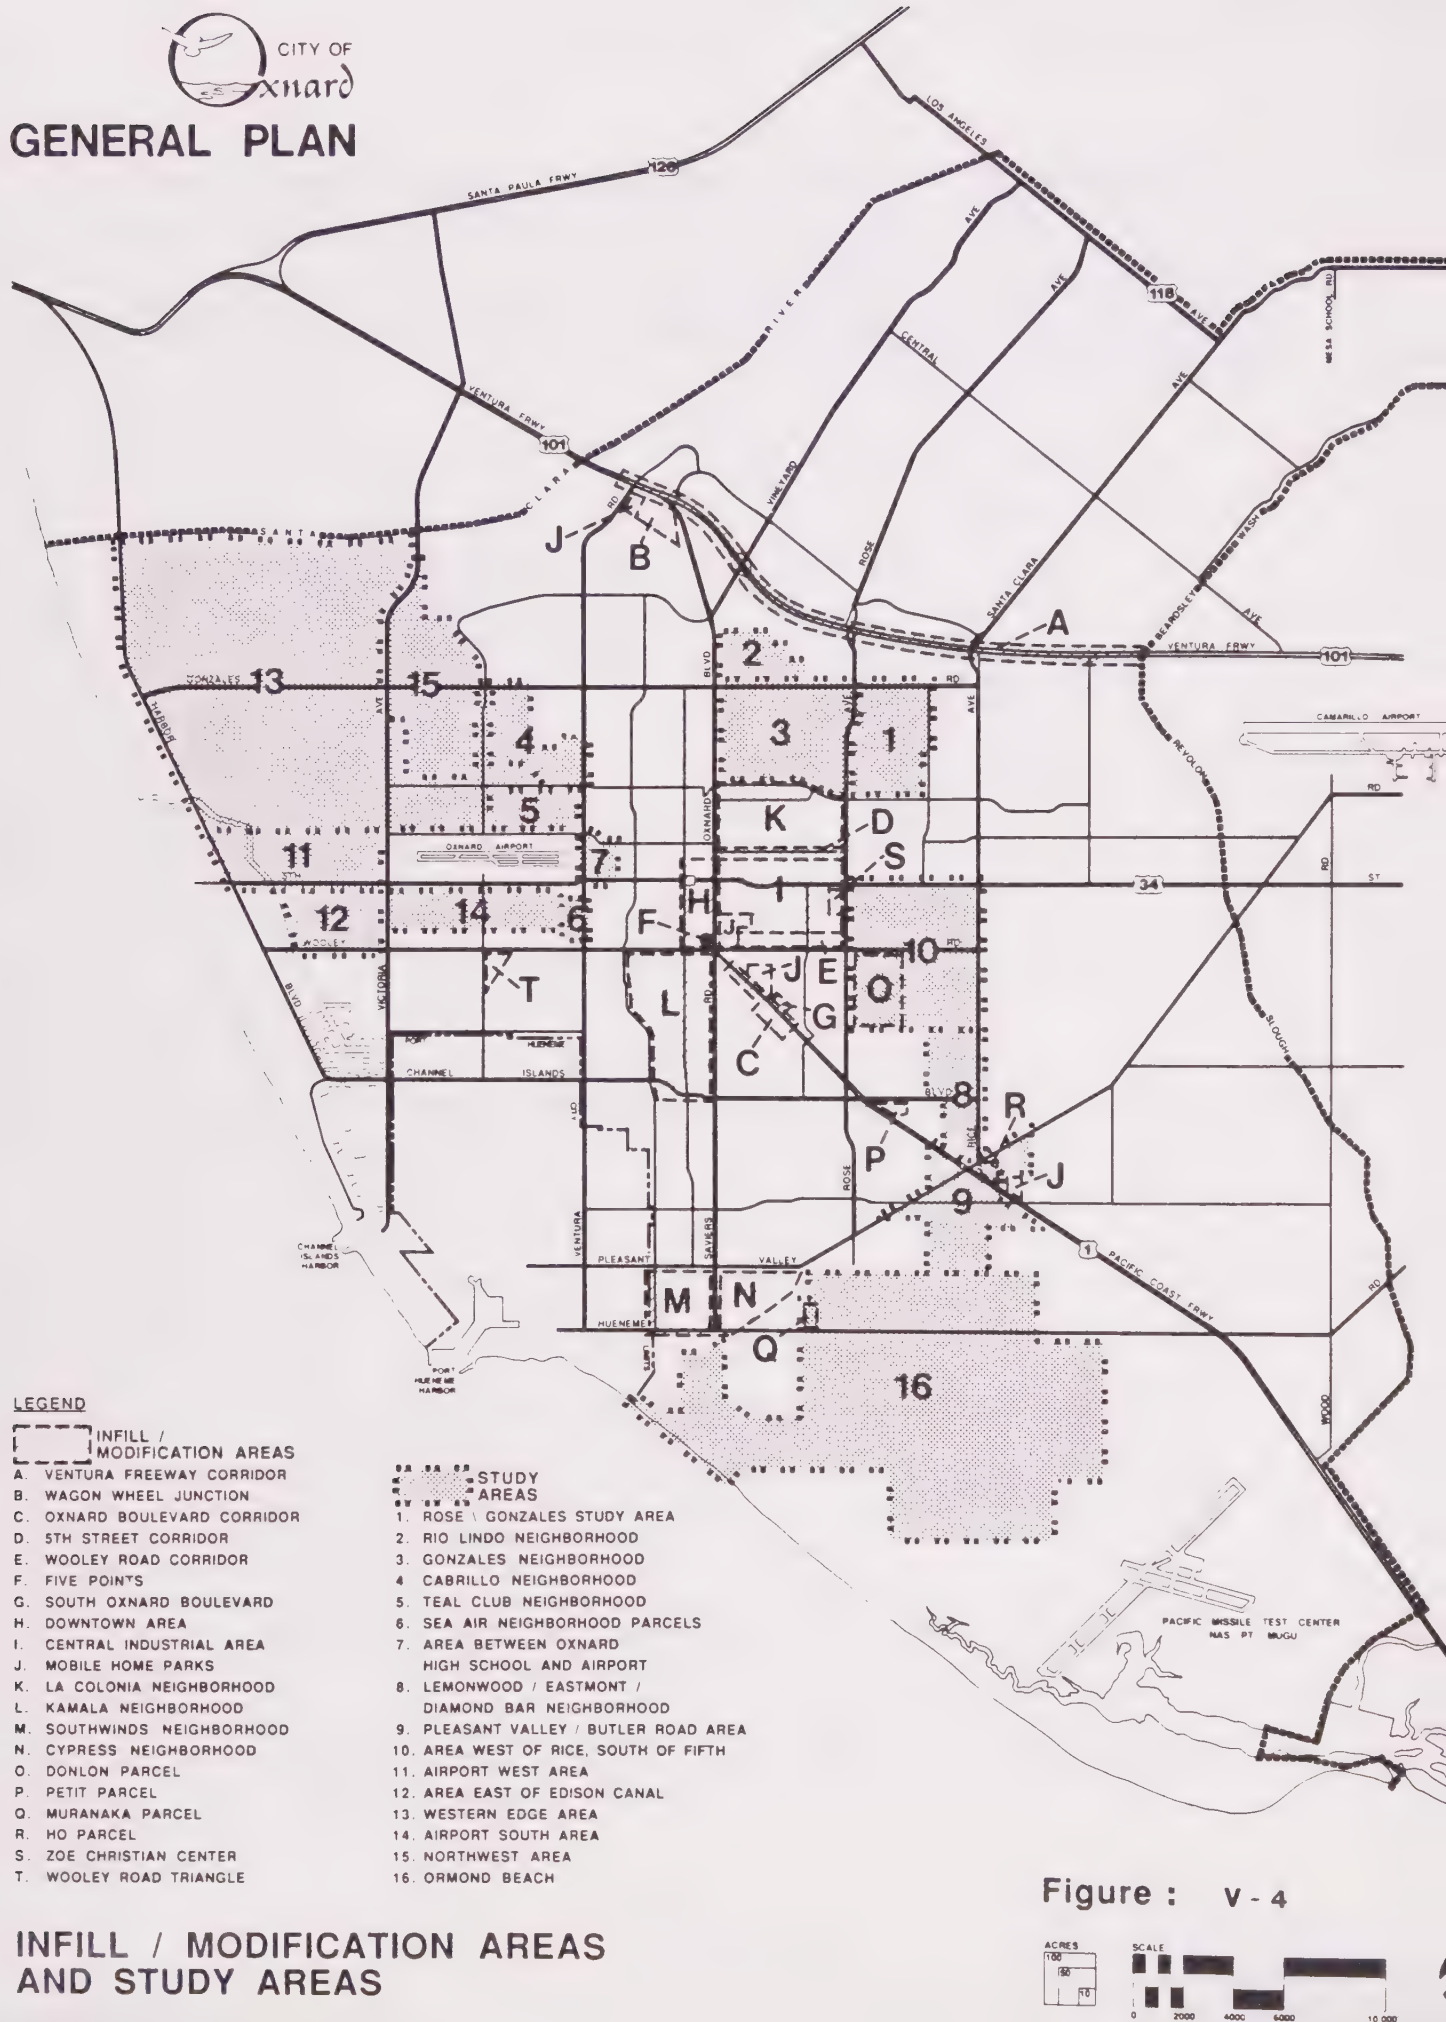 CITY OF
Oxnard
GENERAL PLAN
LOS ANGELES
AVE
118
SANTA PAULA FRWY
126
AVE
AVE
RIVER
CENTRAL
MESA SCHOOL RD
AVE
VENTURA FRWY
101
CLARA
SANTA
VINEYARD
RD
J
B
ROSE
SANTA CLARA
BEARDSLEY
WASH
AVE
A
VENTURA FRWY
101
2
BLVD
GONZALES
13
15
RD
AVE
AVE
AVE
HARBOR
4
3
1
CAMARILLO AIRPORT
REVOLON
RD
5
OXNARD
K
D
OXNARD AIRPORT
11
7
S
5TH
34
RD
ST
H
I
12
14
6
F
J
WOOLEY
10
RD
T
J
E
O
BLVD
VICTORIA
L
RD
G
C
PORT
HUENEME
SLOUGH
CHANNEL
ISLANDS
BLVD
8
R
RICE
P
J
ROSE
9
CHANNEL
ISLANDS
HARBOR
VENTURA
SAVIERS
PLEASANT
VALLEY
1
PACIFIC COAST FRWY
RD
M
N
HUENEME
Q
16
PORT
HUENEME
HARBOR
WOOD
PACIFIC MISSILE TEST CENTER
NAS PT MUGU
LEGEND
INFILL /
MODIFICATION AREAS
A. VENTURA FREEWAY CORRIDOR
B. WAGON WHEEL JUNCTION
C. OXNARD BOULEVARD CORRIDOR
D. 5TH STREET CORRIDOR
E. WOOLEY ROAD CORRIDOR
F. FIVE POINTS
G. SOUTH OXNARD BOULEVARD
H. DOWNTOWN AREA
I. CENTRAL INDUSTRIAL AREA
J. MOBILE HOME PARKS
K. LA COLONIA NEIGHBORHOOD
L. KAMALA NEIGHBORHOOD
M. SOUTHWINDS NEIGHBORHOOD
N. CYPRESS NEIGHBORHOOD
O. DONLON PARCEL
P. PETIT PARCEL
Q. MURANAKA PARCEL
R. HO PARCEL
S. ZOE CHRISTIAN CENTER
T. WOOLEY ROAD TRIANGLE
STUDY
AREAS
1. ROSE \ GONZALES STUDY AREA
2. RIO LINDO NEIGHBORHOOD
3. GONZALES NEIGHBORHOOD
4 CABRILLO NEIGHBORHOOD
5. TEAL CLUB NEIGHBORHOOD
6. SEA AIR NEIGHBORHOOD PARCELS
7. AREA BETWEEN OXNARD
HIGH SCHOOL AND AIRPORT
8. LEMONWOOD / EASTMONT /
DIAMOND BAR NEIGHBORHOOD
9. PLEASANT VALLEY / BUTLER ROAD AREA
10. AREA WEST OF RICE, SOUTH OF FIFTH
11. AIRPORT WEST AREA
12. AREA EAST OF EDISON CANAL
13. WESTERN EDGE AREA
14. AIRPORT SOUTH AREA
15. NORTHWEST AREA
16. ORMOND BEACH
INFILL / MODIFICATION AREAS
AND STUDY AREAS
Figure : V - 4
ACRES
100
10
SCALE
0 2000 4000 6000 10 000